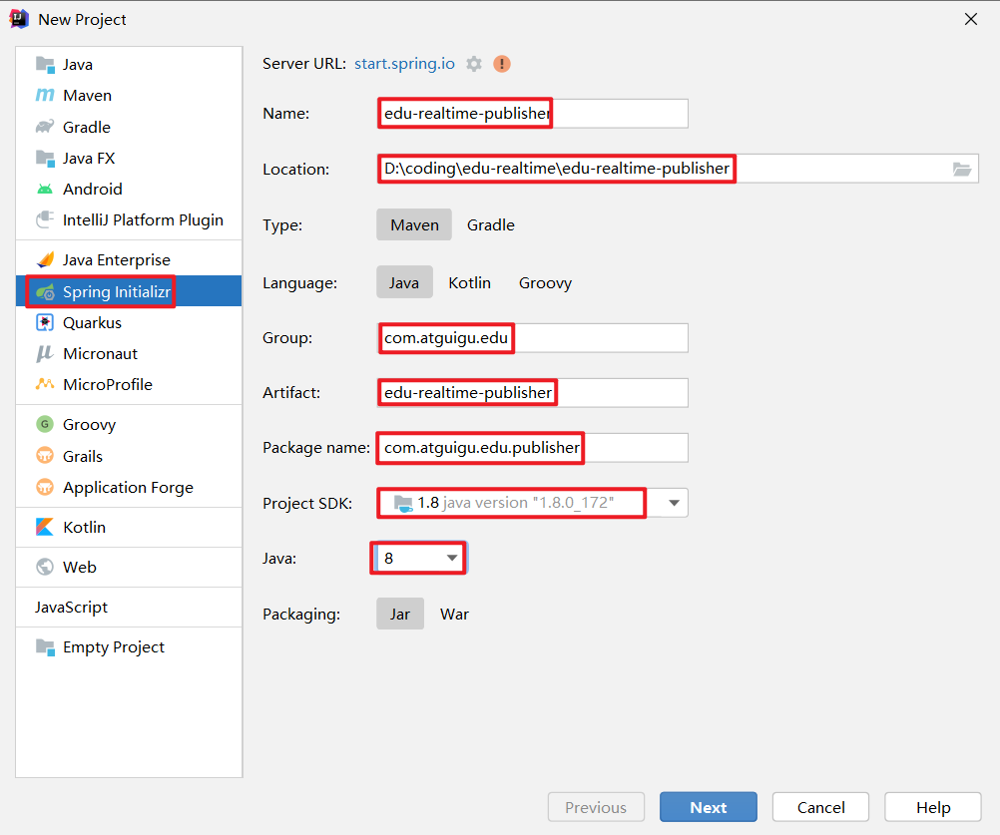 New Project
Java
Maven
Gradle
Java FX
Android
IntelliJ Platform Plugin
Java Enterprise
Spring Initializr
Quarkus
Micronaut
MicroProfile
Groovy
Grails
Application Forge
Kotlin
Web
JavaScript
Empty Project
Server URL: start.spring.io
Name: edu-realtime-publisher
Location: D:\coding\edu-realtime\edu-realtime-publisher
Type: Maven Gradle
Language: Java Kotlin Groovy
Group: com.atguigu.edu
Artifact: edu-realtime-publisher
Package name: com.atguigu.edu.publisher
Project SDK: 1.8 java version "1.8.0_172"
Java: 8
Packaging: Jar War
Previous Next Cancel Help